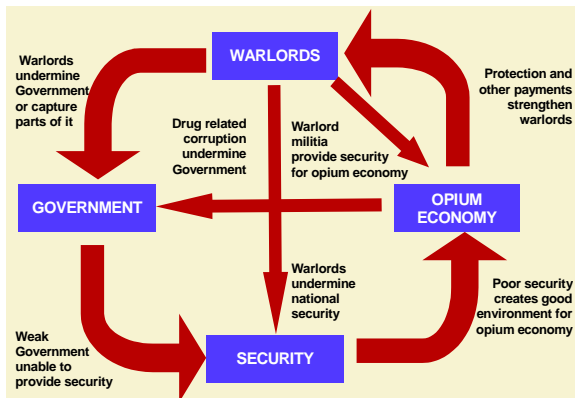 WARLORDS
Warlords
undermine
Government
or capture
parts of it
Protection and
other payments
strengthen
warlords
Drug related
corruption
undermine
Government
Warlord
militia
provide security
for opium economy
GOVERNMENT
OPIUM
ECONOMY
Warlords
undermine
national
security
Poor security
creates good
environment for
opium economy
Weak
Government
unable to
provide security
SECURITY